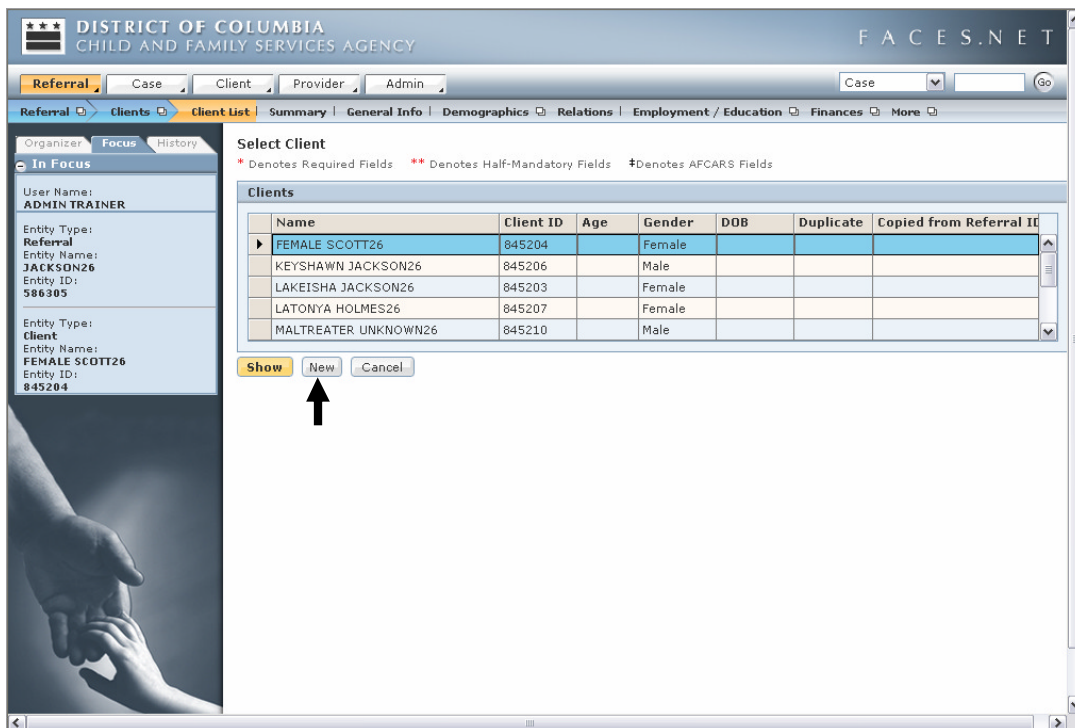 DISTRICT OF COLUMBIA
CHILD AND FAMILY SERVICES AGENCY
FACES.NET
Referral Case Client Provider Admin Case Go
Referral Clients Client List Summary General Info Demographics Relations Employment / Education Finances More
Organizer Focus History
In Focus
User Name:
ADMIN TRAINER
Entity Type:
Referral
Entity Name:
JACKSON26
Entity ID:
586305
Entity Type:
Client
Entity Name:
FEMALE SCOTT26
Entity ID:
845204
Select Client
* Denotes Required Fields ** Denotes Half-Mandatory Fields ‡Denotes AFCARS Fields
Clients
Name Client ID Age Gender DOB Duplicate Copied from Referral ID
FEMALE SCOTT26 845204 Female
KEYSHAWN JACKSON26 845206 Male
LAKEISHA JACKSON26 845203 Female
LATONYA HOLMES26 845207 Female
MALTREATER UNKNOWN26 845210 Male
Show New Cancel